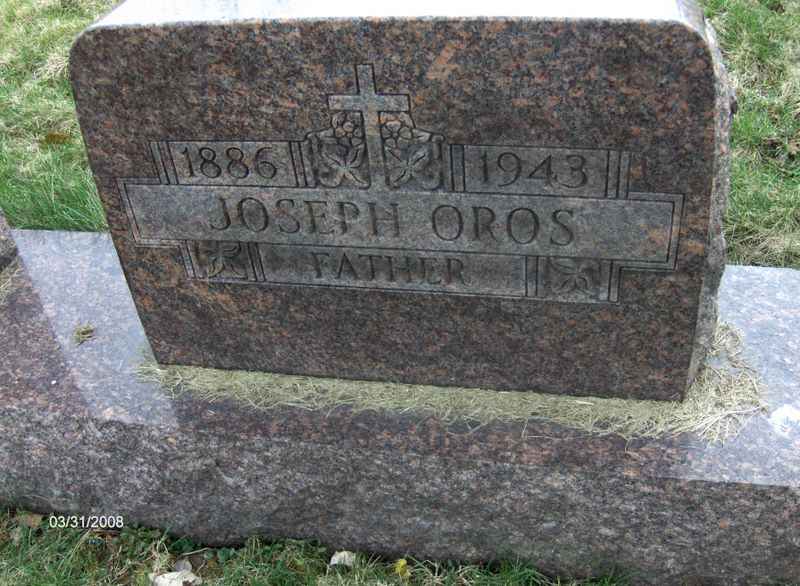 1886 1943
JOSEPH OROS
FATHER
03/31/2008